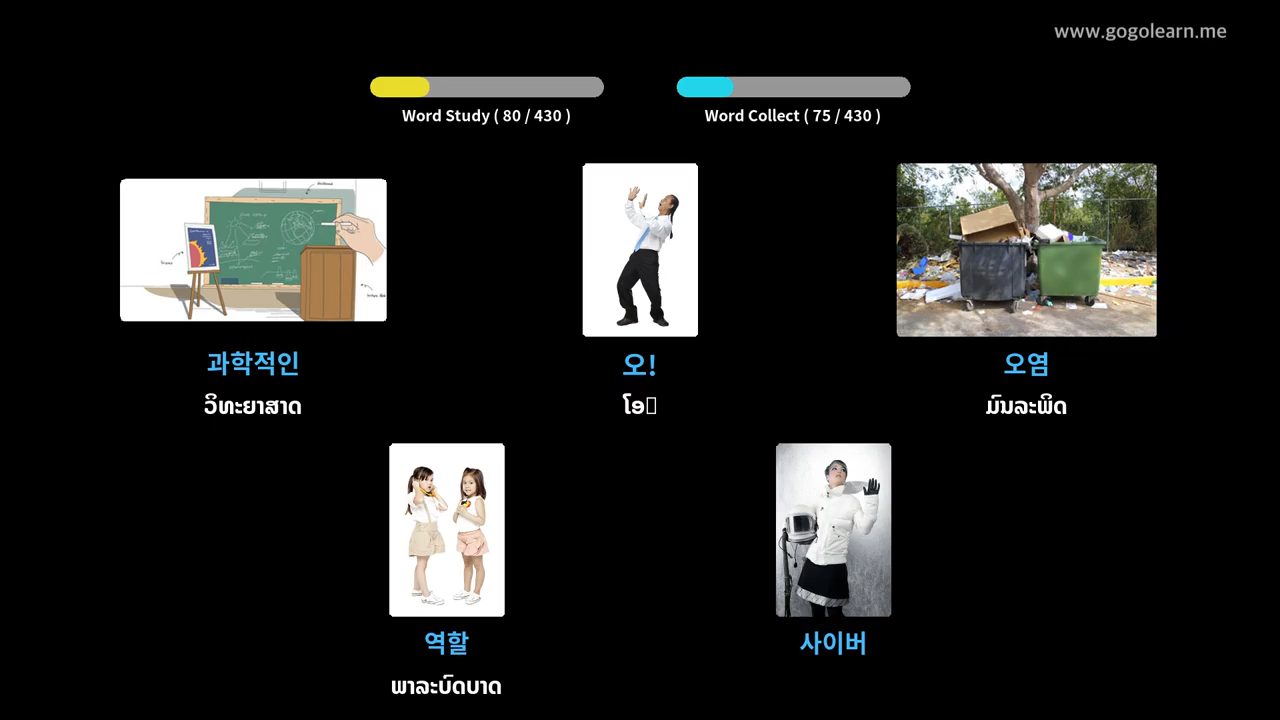 www.gogolearn.me
Word Study ( 80 / 430 )
Word Collect ( 75 / 430 )
과학적인
오!
오염
ວິທະຍາສາດ
ໂອ
ມົນລະພິດ
역할
사이버
ພາລະບົດບາດ